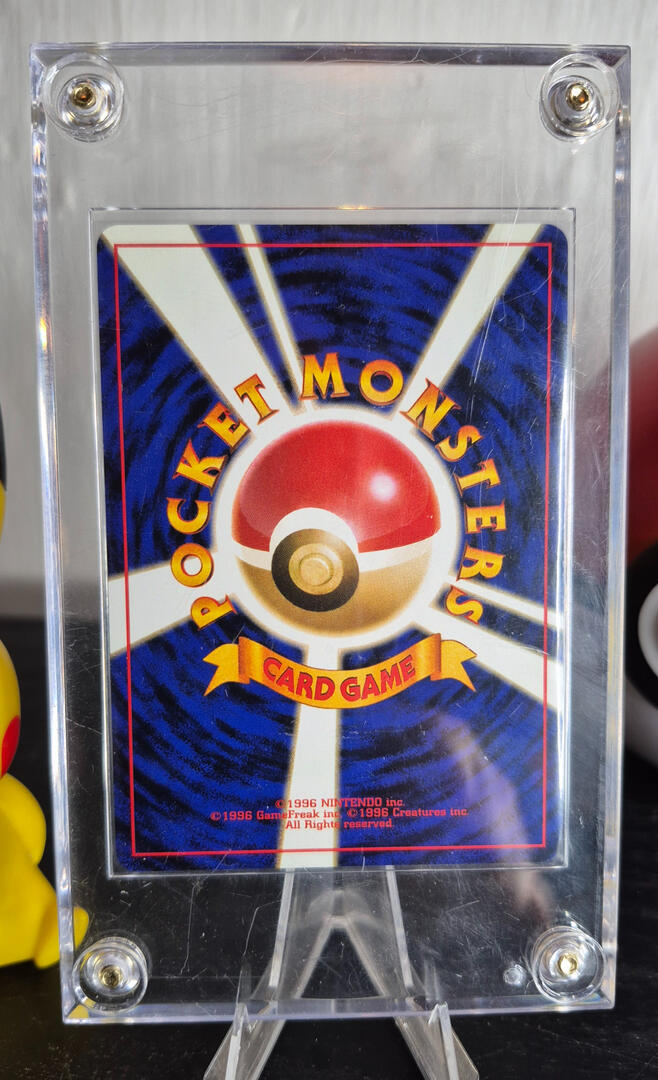 POCKET MONSTERS
CARD GAME
©1996 NINTENDO inc.
©1996 GameFreak inc. ©1996 Creatures inc.
All Rights reserved.